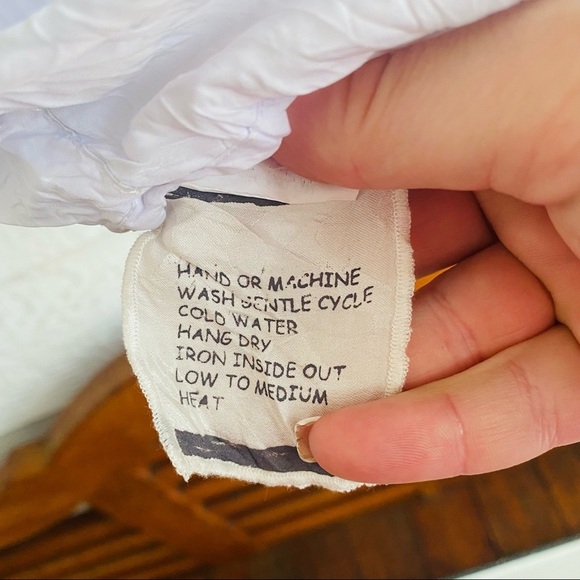 HAND OR MACHINE
WASH GENTLE CYCLE
COLD WATER
HANG DRY
IRON INSIDE OUT
LOW TO MEDIUM
HEAT